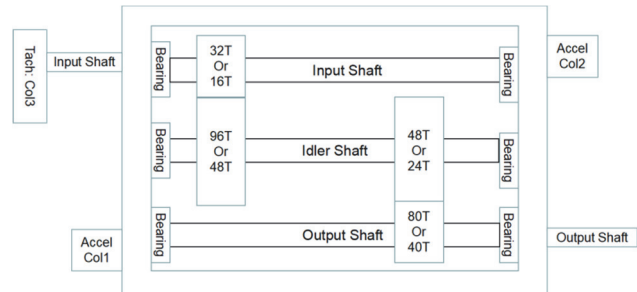 Tach: Col3
Input Shaft
Bearing
32T
Or
16T
Input Shaft
Bearing
Accel
Col2
Bearing
96T
Or
48T
Idler Shaft
48T
Or
24T
Bearing
Accel
Col1
Bearing
Output Shaft
80T
Or
40T
Bearing
Output Shaft